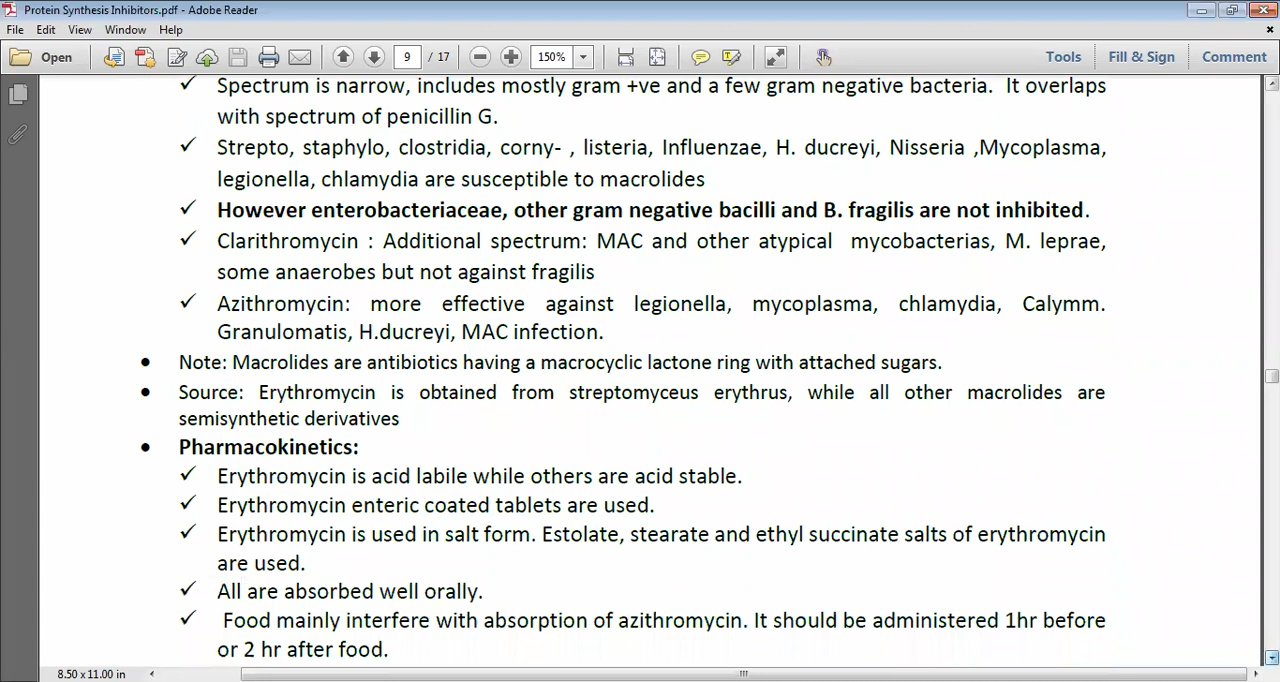 Protein Synthesis Inhibitors.pdf - Adobe Reader
File Edit View Window Help
Open 9 / 17 150% Tools Fill & Sign Comment
Spectrum is narrow, includes mostly gram +ve and a few gram negative bacteria. It overlaps
with spectrum of penicillin G.
Strepto, staphylo, clostridia, corny- , listeria, Influenzae, H. ducreyi, Nisseria ,Mycoplasma,
legionella, chlamydia are susceptible to macrolides
However enterobacteriaceae, other gram negative bacilli and B. fragilis are not inhibited.
Clarithromycin : Additional spectrum: MAC and other atypical mycobacterias, M. leprae,
some anaerobes but not against fragilis
Azithromycin: more effective against legionella, mycoplasma, chlamydia, Calymm.
Granulomatis, H.ducreyi, MAC infection.
Note: Macrolides are antibiotics having a macrocyclic lactone ring with attached sugars.
Source: Erythromycin is obtained from streptomyceus erythrus, while all other macrolides are
semisynthetic derivatives
Pharmacokinetics:
Erythromycin is acid labile while others are acid stable.
Erythromycin enteric coated tablets are used.
Erythromycin is used in salt form. Estolate, stearate and ethyl succinate salts of erythromycin
are used.
All are absorbed well orally.
Food mainly interfere with absorption of azithromycin. It should be administered 1hr before
or 2 hr after food.
8.50 x 11.00 in